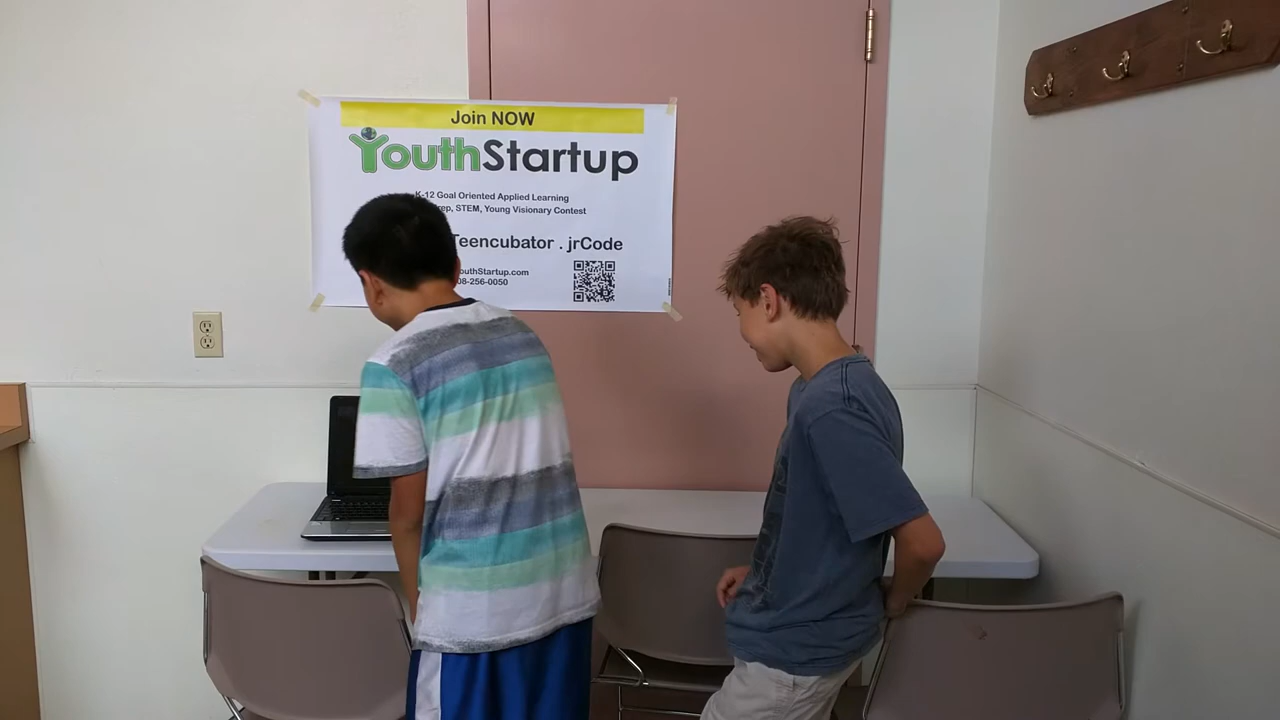 Join NOW
YouthStartup
K-12 Goal Oriented Applied Learning
STEM, Young Visionary Contest
Teencubator . jrCode
outhStartup.com
08-256-0050